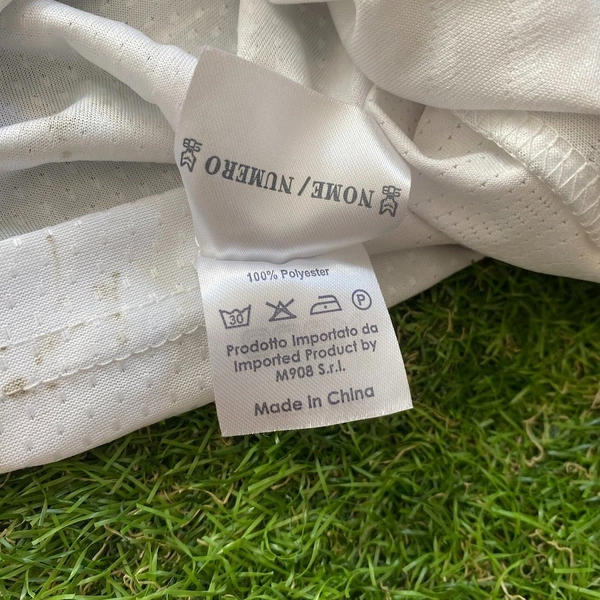 NOME / NUMERO
100% Polyester
30 P
Prodotto Importato da
Imported Product by
M908 S.r.l.
Made in China